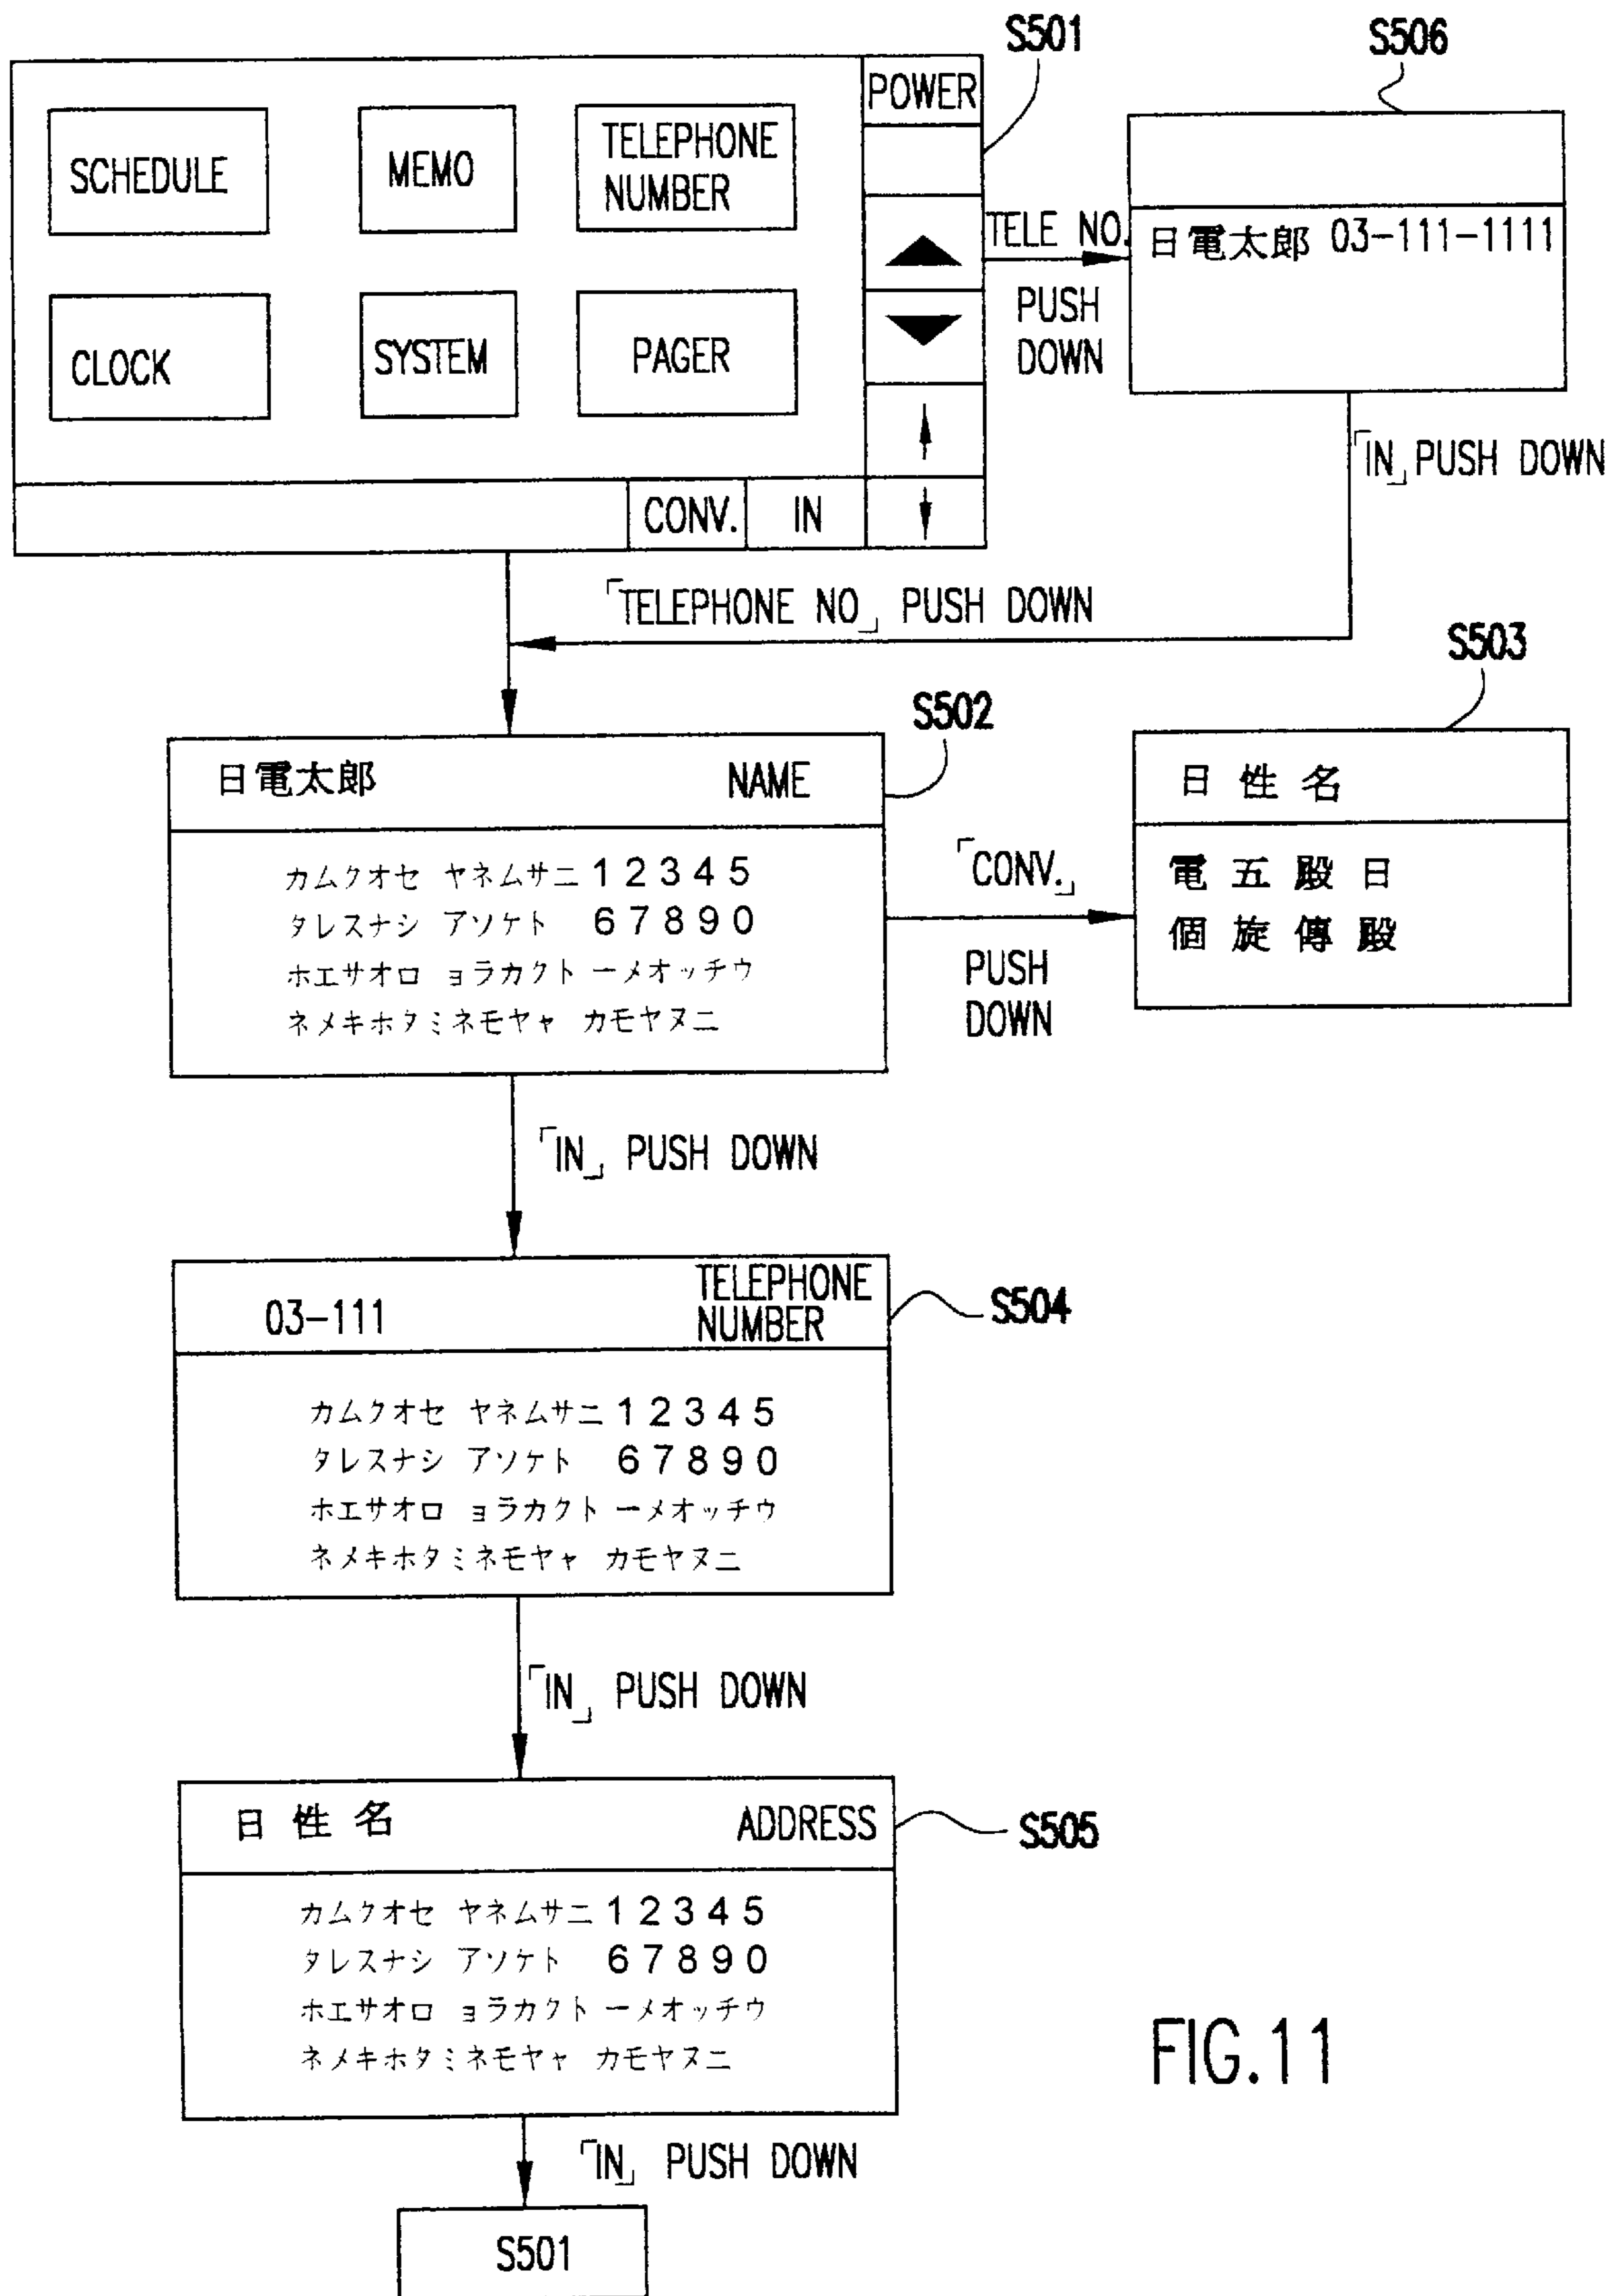 S501
S506
POWER
SCHEDULE
MEMO
TELEPHONE
NUMBER
▲
▼
CLOCK
SYSTEM
PAGER
↑
↓
CONV.
IN
TELE NO.
PUSH
DOWN
日電太郎 03-111-1111
「IN」 PUSH DOWN
「TELEPHONE NO」 PUSH DOWN
S502
S503
日電太郎 NAME
カムクオセ ヤネムサニ 1 2 3 4 5
タレスナシ アソケト 6 7 8 9 0
ホエサオロ ョラカクト ーメオッチウ
ネメキホタミネモヤャ カモヤヌニ
「CONV.」
PUSH
DOWN
日 性 名
電 五 殿 日
個 旋 傳 殿
「IN」 PUSH DOWN
S504
03-111
TELEPHONE
NUMBER
カムクオセ ヤネムサニ 1 2 3 4 5
タレスナシ アソケト 6 7 8 9 0
ホエサオロ ョラカクト ーメオッチウ
ネメキホタミネモヤャ カモヤヌニ
「IN」 PUSH DOWN
S505
日 性 名 ADDRESS
カムクオセ ヤネムサニ 1 2 3 4 5
タレスナシ アソケト 6 7 8 9 0
ホエサオロ ョラカクト ーメオッチウ
ネメキホタミネモヤャ カモヤヌニ
「IN」 PUSH DOWN
S501
FIG.11